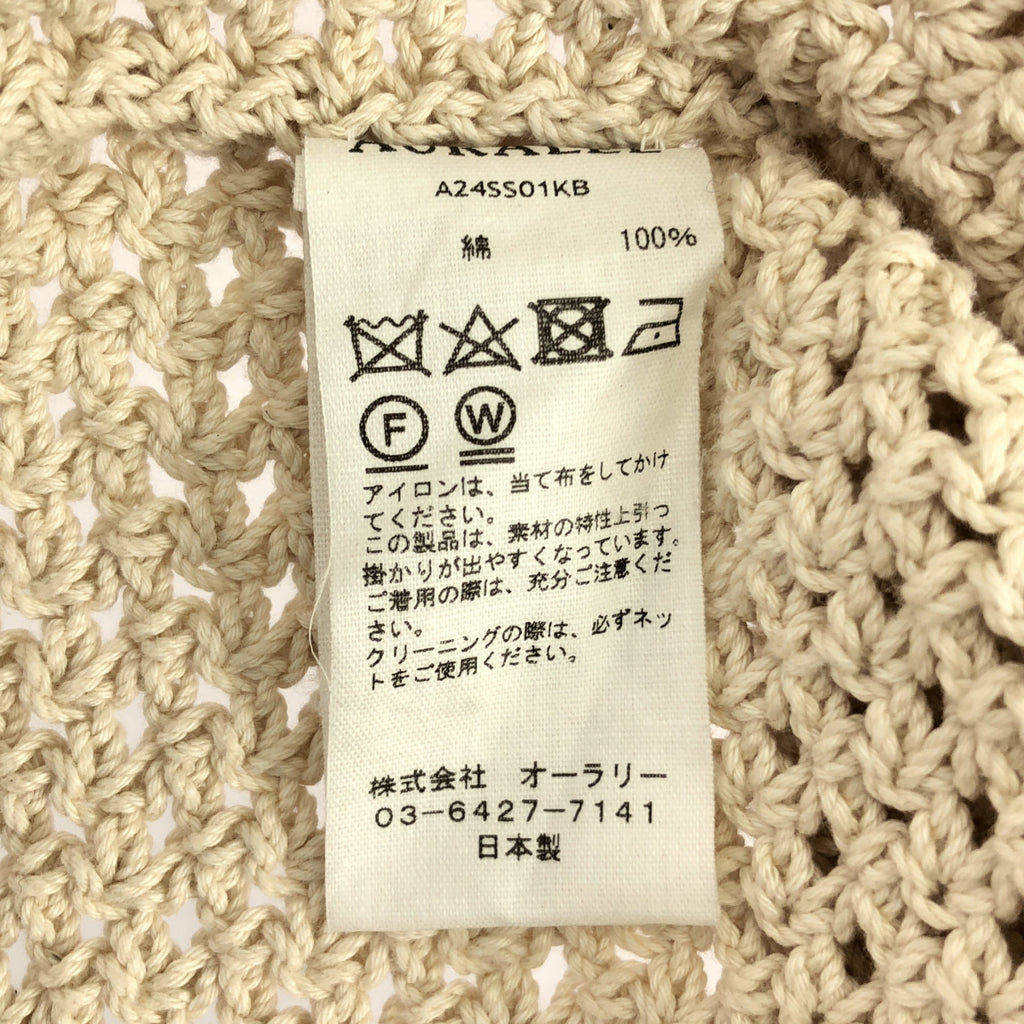 AURALEE
A24SS01KB
綿 100%
F W
アイロンは、当て布をしてかけ
てください。
この製品は、素材の特性上引っ
掛かりが出やすくなっています。
ご着用の際は、充分ご注意くだ
さい。
クリーニングの際は、必ずネッ
トをご使用ください。
株式会社 オーラリー
03-6427-7141
日本製